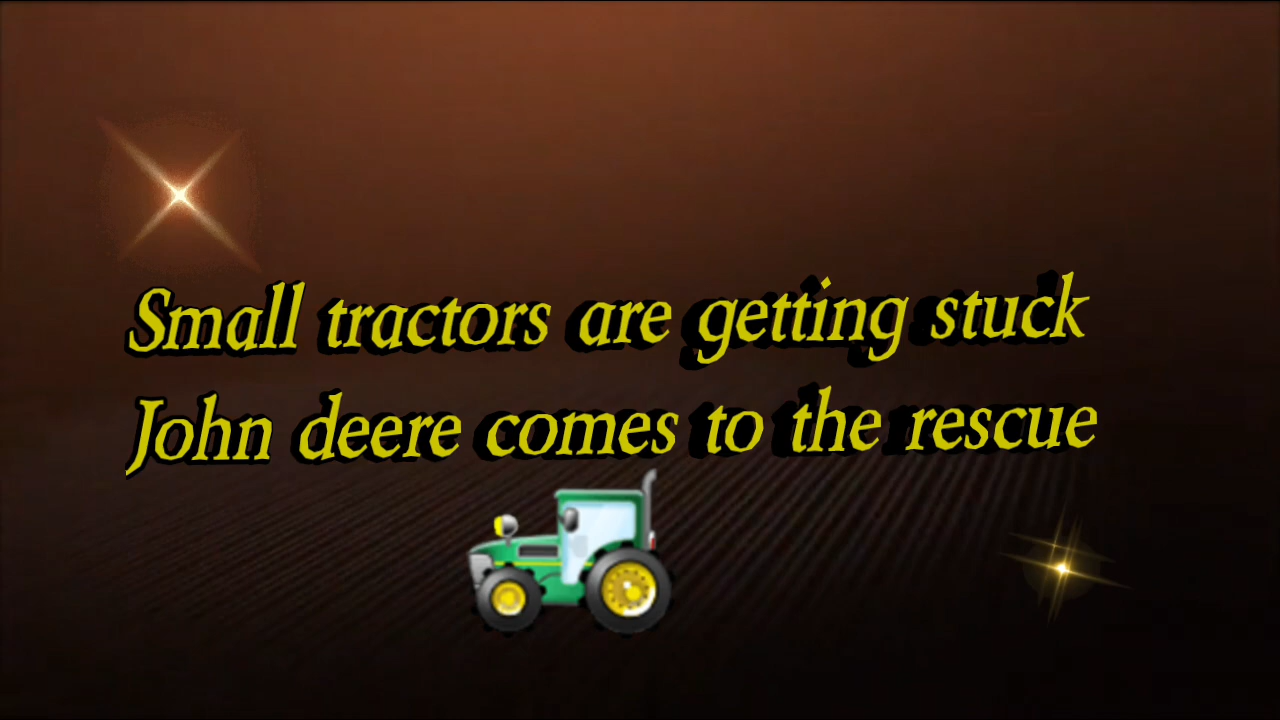 Small tractors are getting stuck
John deere comes to the rescue